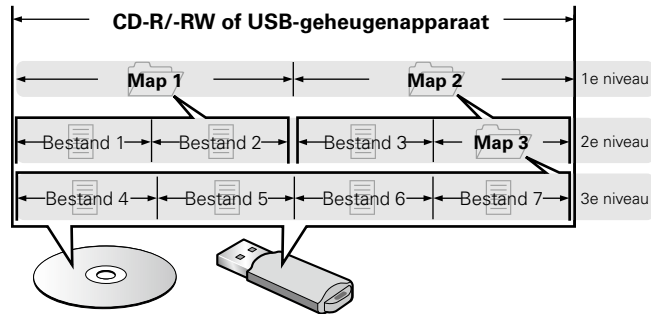 CD-R/-RW of USB-geheugenapparaat
Map 1 Map 2 1e niveau
Bestand 1 Bestand 2 Bestand 3 Map 3 2e niveau
Bestand 4 Bestand 5 Bestand 6 Bestand 7 3e niveau